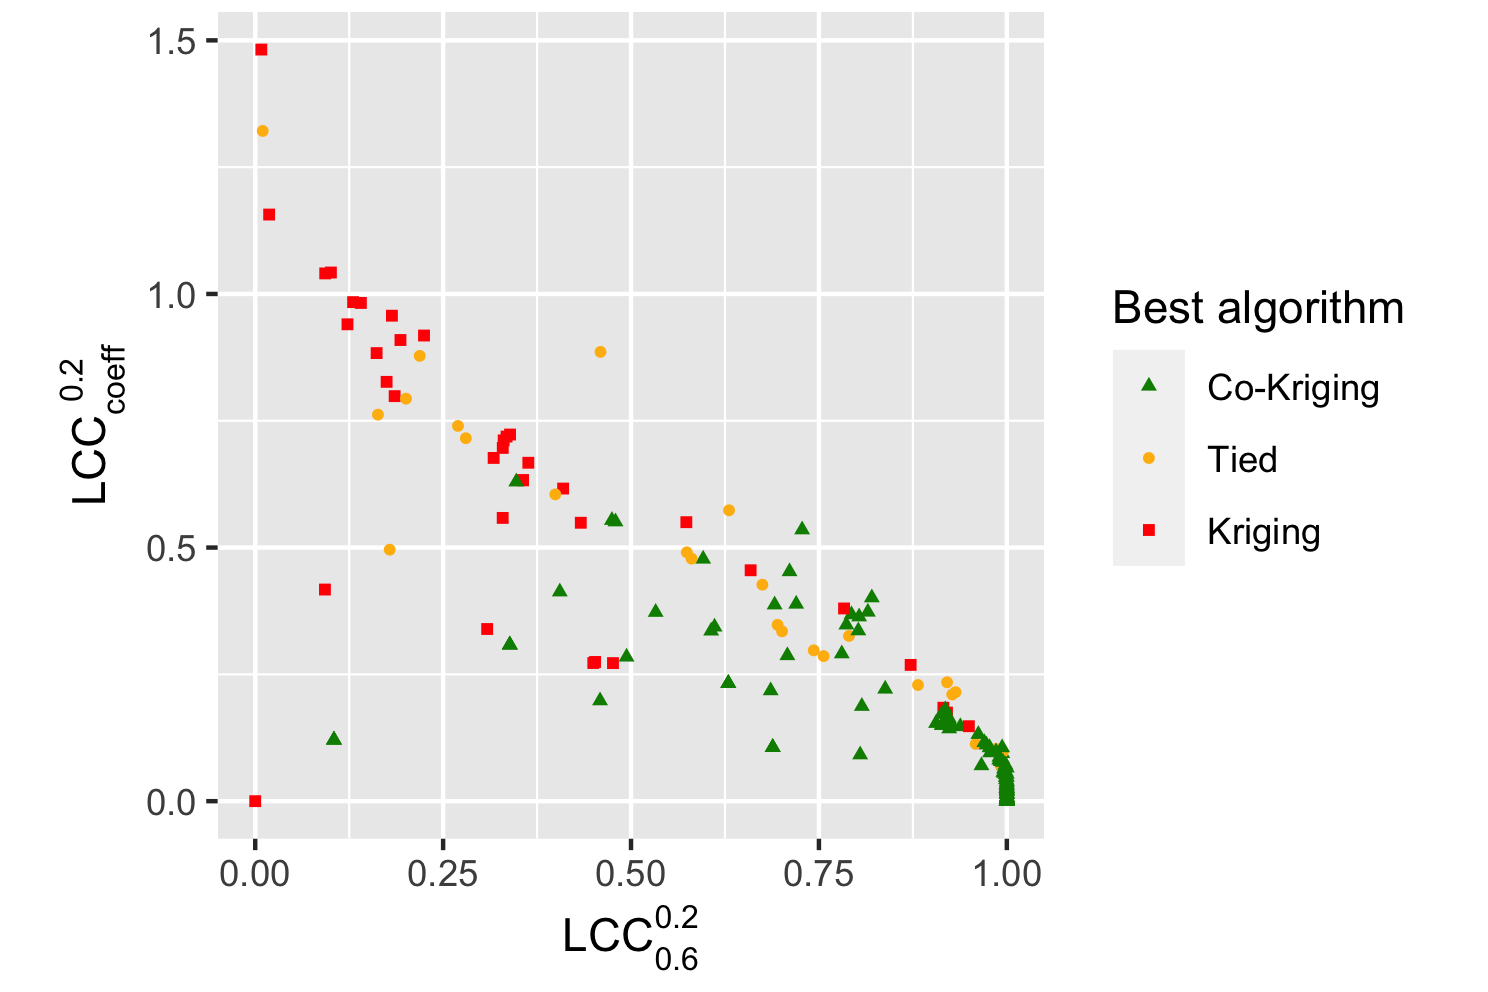 1.5
1.0
0.5
0.0
LCC^{0.2}_{coeff}
0.00 0.25 0.50 0.75 1.00
LCC^{0.2}_{0.6}
Best algorithm
Co-Kriging
Tied
Kriging